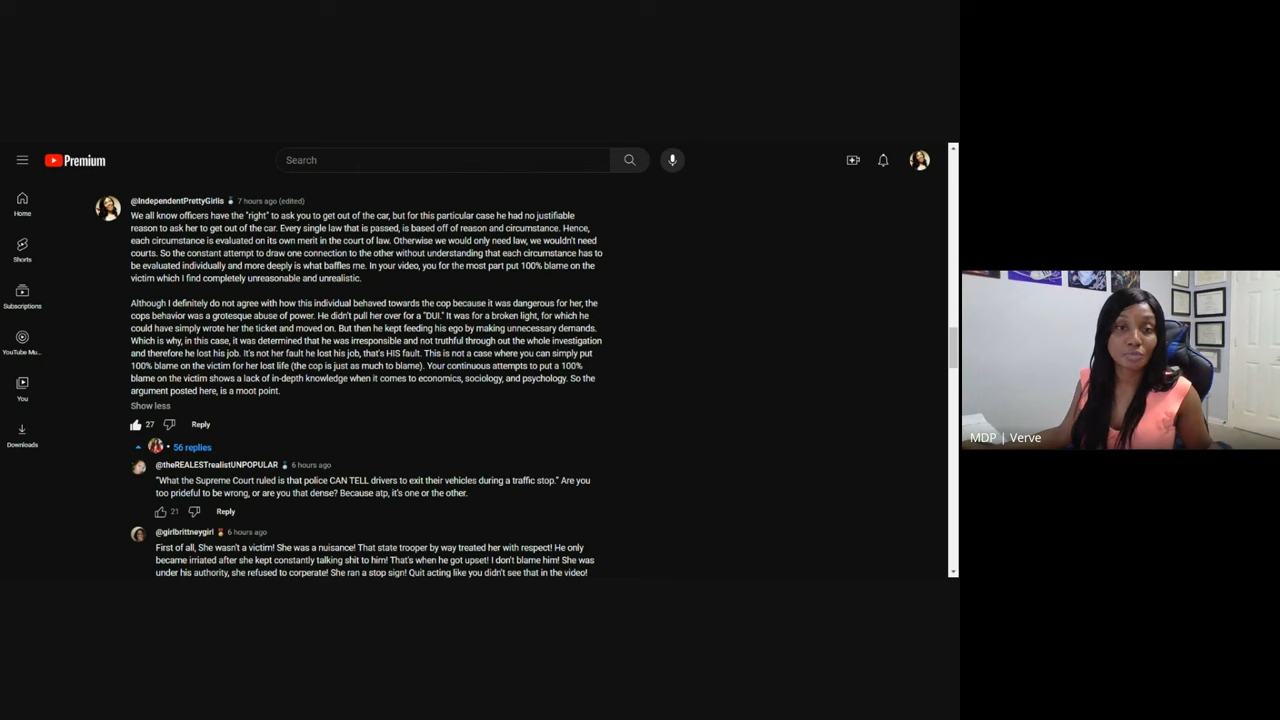 Premium
Search
Home
Shorts
Subscriptions
YouTube Mu...
You
Downloads
@IndependentPrettyGirlis 7 hours ago (edited)
We all know officers have the "right" to ask you to get out of the car, but for this particular case he had no justifiable
reason to ask her to get out of the car. Every single law that is passed, is based off of reason and circumstance. Hence,
each circumstance is evaluated on its own merit in the court of law. Otherwise we would only need law, we wouldn't need
courts. So the constant attempt to draw one connection to the other without understanding that each circumstance has to
be evaluated individually and more deeply is what baffles me. In your video, you for the most part put 100% blame on the
victim which I find completely unreasonable and unrealistic.
Although I definitely do not agree with how this individual behaved towards the cop because it was dangerous for her, the
cops behavior was a grotesque abuse of power. He didn't pull her over for a "DUI." It was for a broken light, for which he
could have simply wrote her the ticket and moved on. But then he kept feeding his ego by making unnecessary demands.
Which is why, in this case, it was determined that he was irresponsible and not truthful through out the whole investigation
and therefore he lost his job. It's not her fault he lost his job, that's HIS fault. This is not a case where you can simply put
100% blame on the victim for her lost life (the cop is just as much to blame). Your continuous attempts to put a 100%
blame on the victim shows a lack of in-depth knowledge when it comes to economics, sociology, and psychology. So the
argument posted here, is a moot point.
Show less
27 Reply
56 replies
@theREALESTrealistUNPOPULAR 6 hours ago
"What the Supreme Court ruled is that police CAN TELL drivers to exit their vehicles during a traffic stop." Are you
too prideful to be wrong, or are you that dense? Because atp, it's one or the other.
21 Reply
@girlbrittneygirl 6 hours ago
First of all, She wasn't a victim! She was a nuisance! That state trooper by way treated her with respect! He only
became irriated after she kept constantly talking shit to him! That's when he got upset! I don't blame him! She was
under his authority, she refused to corperate! She ran a stop sign! Quit acting like you didn't see that in the video!
MDP | Verve